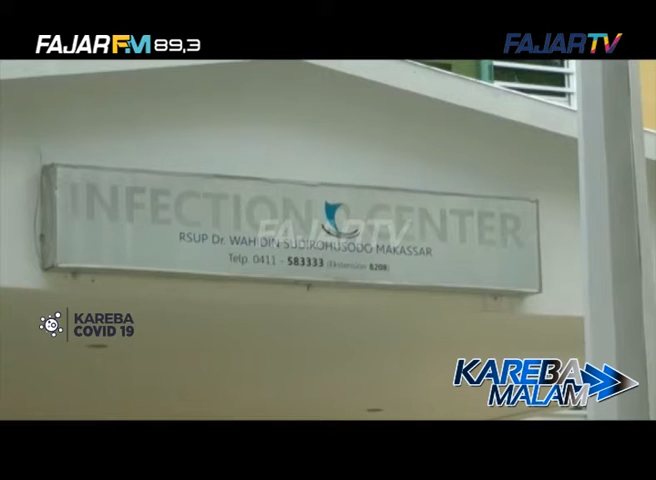 FAJAR FM 89,3
FAJAR TV
INFECTION CENTER
FAJAR TV
RSUP Dr. WAHIDIN SUDIROHUSODO MAKASSAR
Telp. 0411 - 583333 (Ekstension 8208)
KAREBA
COVID 19
KAREBA
MALAM